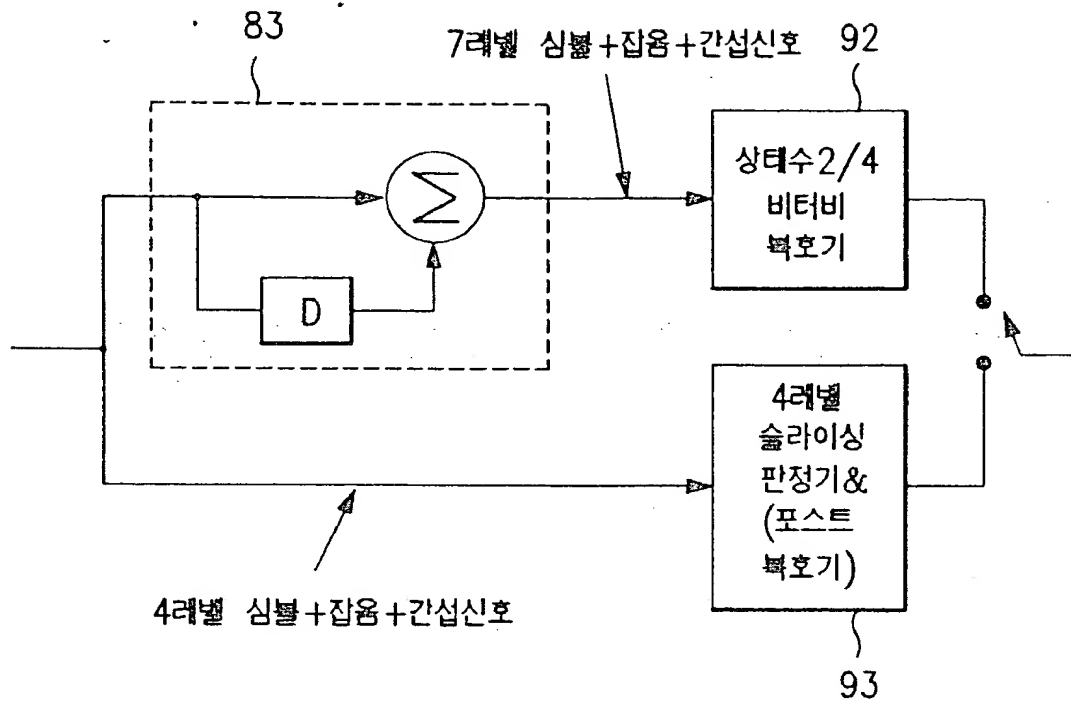 83
7레벨 심볼+잡음+간섭신호
92
상태수2/4
비터비
복호기
Σ
D
4레벨
슬라이싱
판정기&
(포스트
복호기)
4레벨 심볼+잡음+간섭신호
93